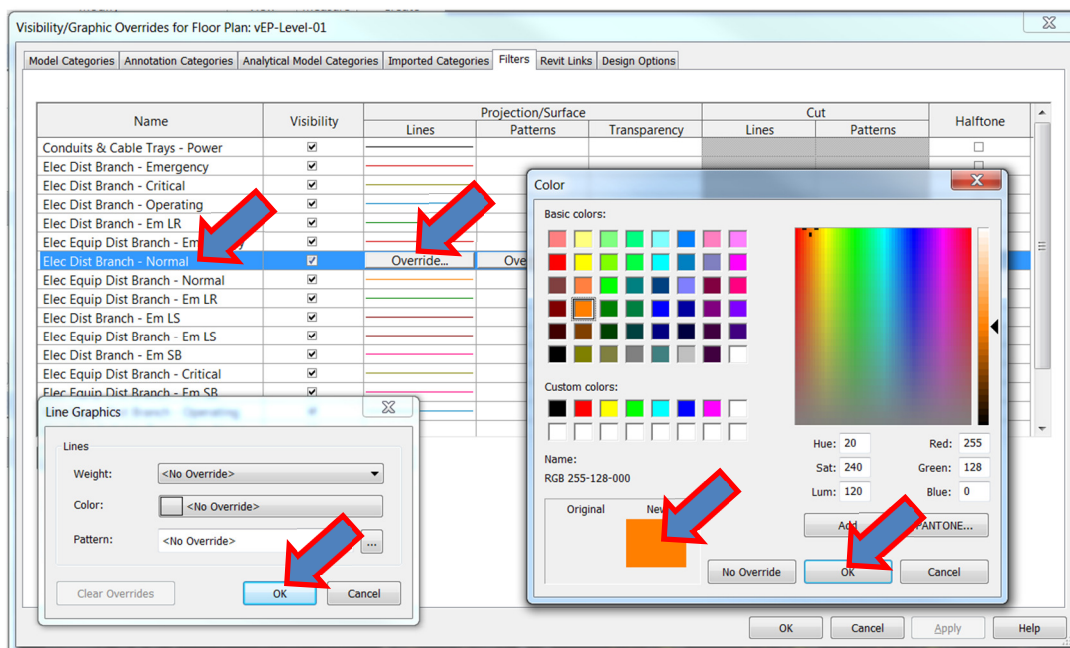 Visibility/Graphic Overrides for Floor Plan: vEP-Level-01
Model Categories Annotation Categories Analytical Model Categories Imported Categories Filters Revit Links Design Options
Name Visibility Projection/Surface Cut Halftone
Lines Patterns Transparency Lines Patterns
Conduits & Cable Trays - Power
Elec Dist Branch - Emergency
Elec Dist Branch - Critical
Elec Dist Branch - Operating
Elec Dist Branch - Em LR
Elec Equip Dist Branch - Em
Elec Dist Branch - Normal Override...
Elec Equip Dist Branch - Normal
Elec Equip Dist Branch - Em LR
Elec Dist Branch - Em LS
Elec Equip Dist Branch - Em LS
Elec Dist Branch - Em SB
Elec Equip Dist Branch - Critical
Elec Equip Dist Branch - Em SB
Line Graphics
Lines
Weight: <No Override>
Color: <No Override>
Pattern: <No Override> ...
Clear Overrides OK Cancel
Color
Basic colors:
Custom colors:
Name:
RGB 255-128-000
Original New
Hue: 20 Red: 255
Sat: 240 Green: 128
Lum: 120 Blue: 0
Add PANTONE...
No Override OK Cancel
OK Cancel Apply Help